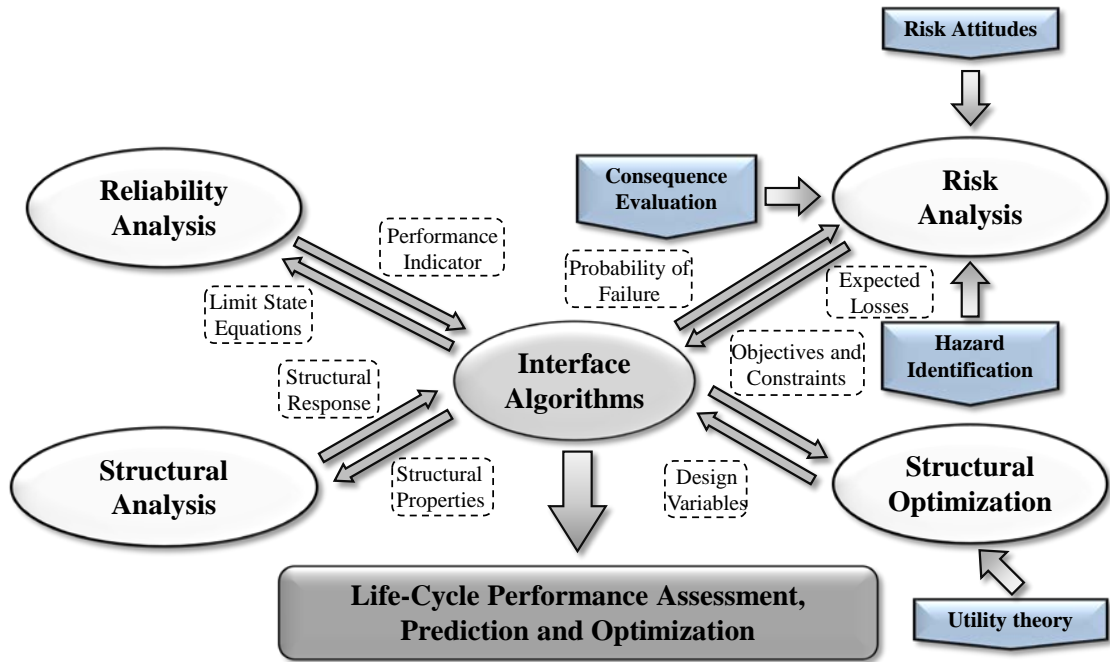 Risk Attitudes
Reliability
Analysis
Consequence
Evaluation
Risk
Analysis
Performance
Indicator
Probability of
Failure
Expected
Losses
Limit State
Equations
Hazard
Identification
Interface
Algorithms
Objectives and
Constraints
Structural
Response
Structural
Analysis
Structural
Properties
Design
Variables
Structural
Optimization
Life-Cycle Performance Assessment,
Prediction and Optimization
Utility theory